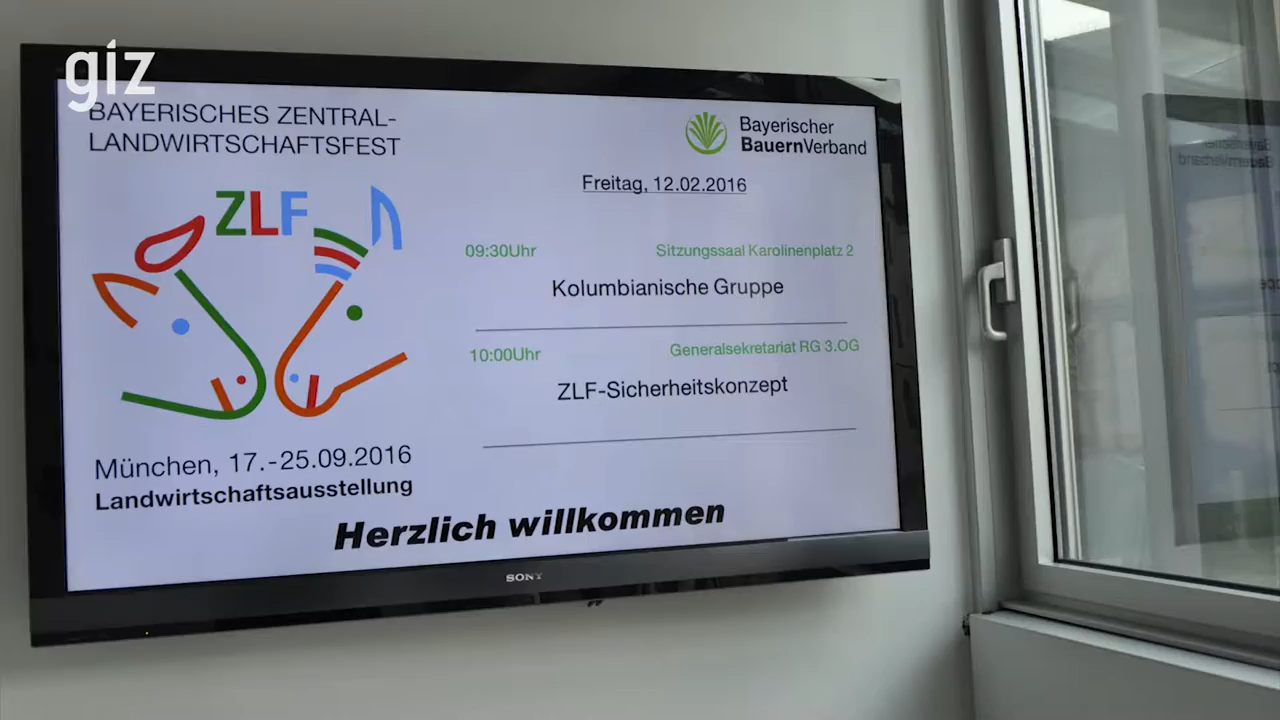 giz
BAYERISCHES ZENTRAL-
LANDWIRTSCHAFTSFEST
ZLF
München, 17.-25.09.2016
Landwirtschaftsausstellung
Bayerischer
BauernVerband
Freitag, 12.02.2016
09:30Uhr Sitzungssaal Karolinenplatz 2
Kolumbianische Gruppe
10:00Uhr Generalsekretariat RG 3.OG
ZLF-Sicherheitskonzept
Herzlich willkommen
SONY